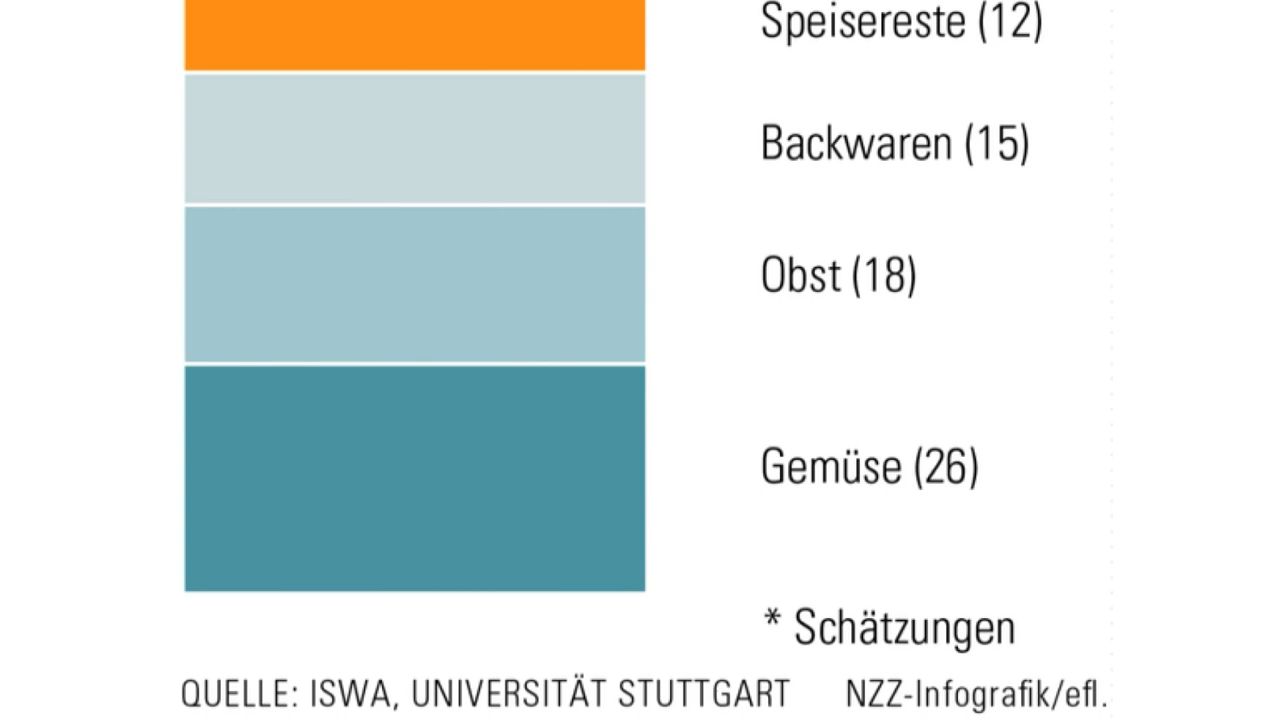 Speisereste (12)
Backwaren (15)
Obst (18)
Gemüse (26)
* Schätzungen
QUELLE: ISWA, UNIVERSITÄT STUTTGART NZZ-Infografik/efl.